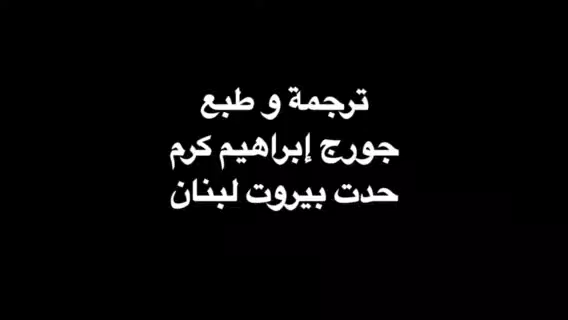 ترجمة و طبع
جورج إبراهيم كرم
حدت بيروت لبنان